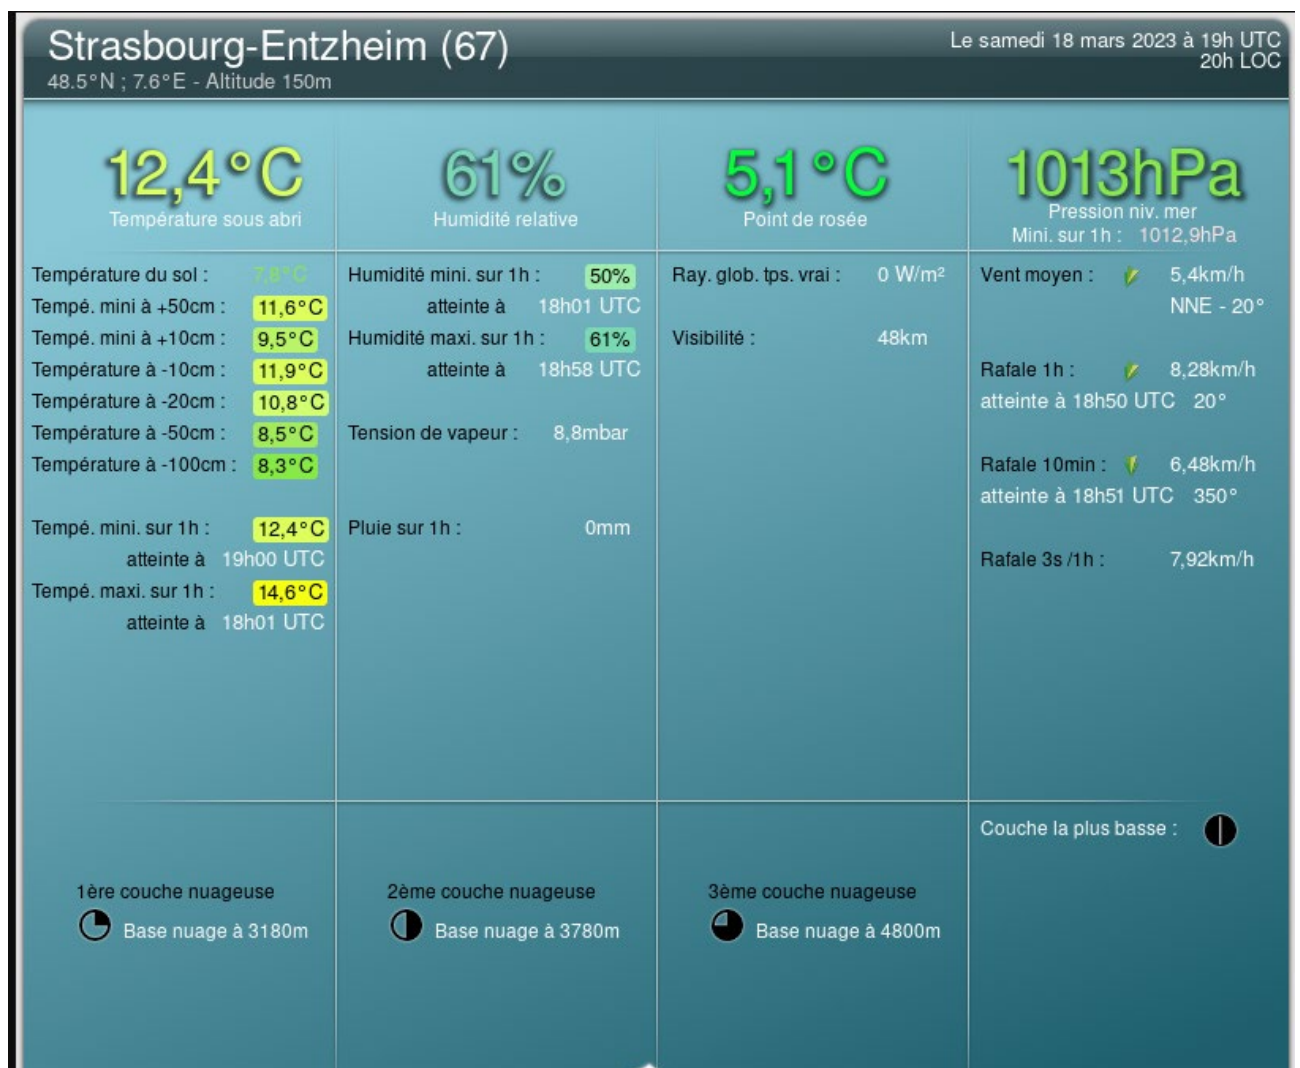 Strasbourg-Entzheim (67)
48.5°N ; 7.6°E - Altitude 150m
Le samedi 18 mars 2023 à 19h UTC
20h LOC
12,4°C
Température sous abri
61%
Humidité relative
5,1°C
Point de rosée
1013hPa
Pression niv. mer
Mini. sur 1h : 1012,9hPa
Température du sol : 7,8°C
Tempé. mini à +50cm : 11,6°C
Tempé. mini à +10cm : 9,5°C
Température à -10cm : 11,9°C
Température à -20cm : 10,8°C
Température à -50cm : 8,5°C
Température à -100cm : 8,3°C
Tempé. mini. sur 1h : 12,4°C
atteinte à 19h00 UTC
Tempé. maxi. sur 1h : 14,6°C
atteinte à 18h01 UTC
Humidité mini. sur 1h : 50%
atteinte à 18h01 UTC
Humidité maxi. sur 1h : 61%
atteinte à 18h58 UTC
Tension de vapeur : 8,8mbar
Pluie sur 1h : 0mm
Ray. glob. tps. vrai : 0 W/m²
Visibilité : 48km
Vent moyen : 5,4km/h
NNE - 20°
Rafale 1h : 8,28km/h
atteinte à 18h50 UTC 20°
Rafale 10min : 6,48km/h
atteinte à 18h51 UTC 350°
Rafale 3s /1h : 7,92km/h
1ère couche nuageuse
Base nuage à 3180m
2ème couche nuageuse
Base nuage à 3780m
3ème couche nuageuse
Base nuage à 4800m
Couche la plus basse :